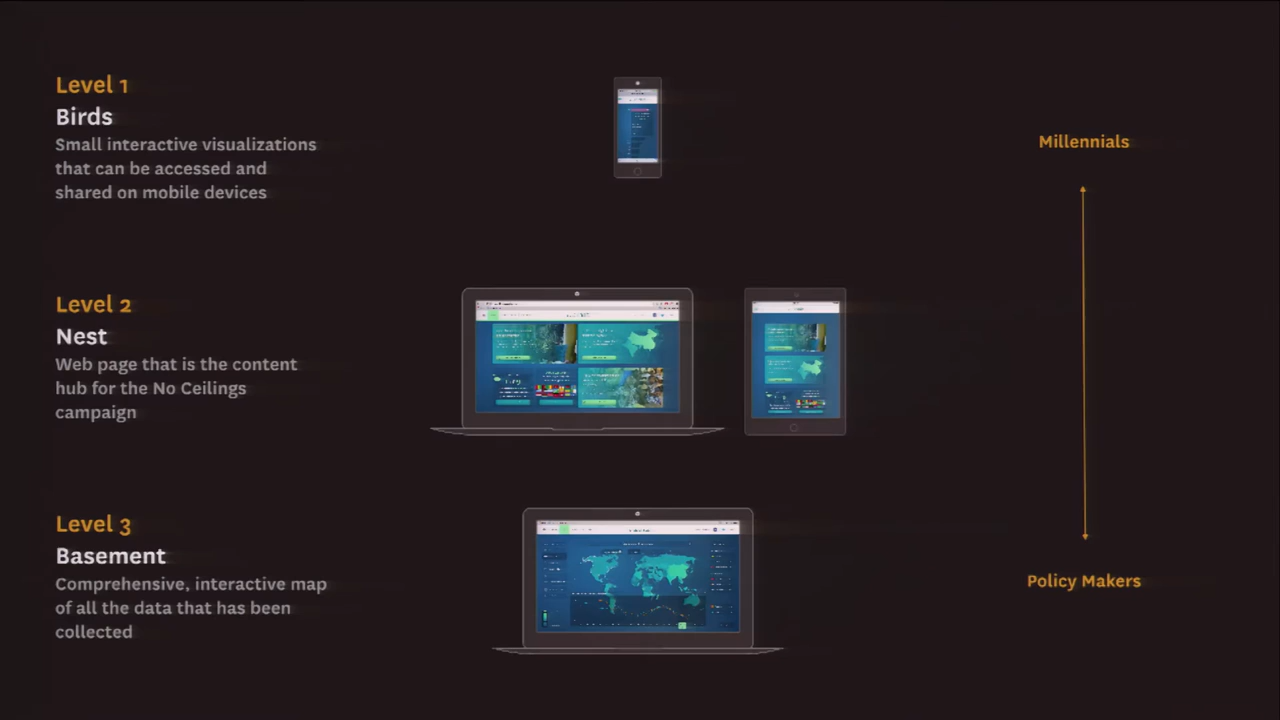 Level 1
Birds
Small interactive visualizations
that can be accessed and
shared on mobile devices
Millennials
Level 2
Nest
Web page that is the content
hub for the No Ceilings
campaign
Level 3
Basement
Comprehensive, interactive map
of all the data that has been
collected
Policy Makers